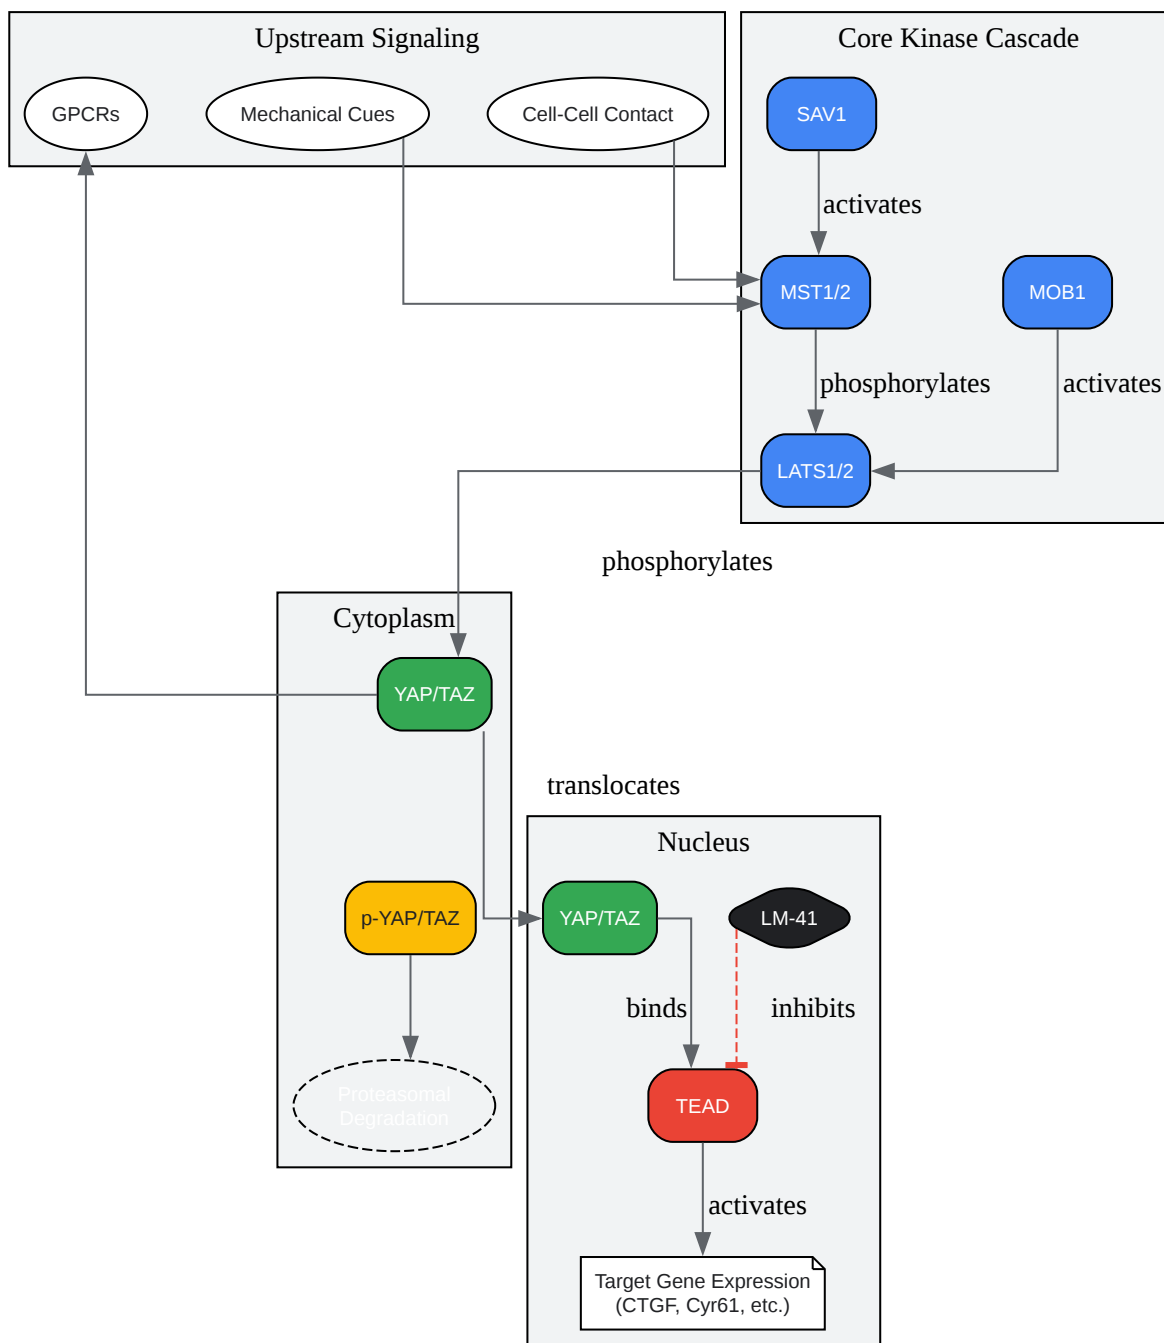 Upstream Signaling
Core Kinase Cascade
GPCRs
Mechanical Cues
Cell-Cell Contact
SAV1
activates
MST1/2
MOB1
phosphorylates
activates
LATS1/2
phosphorylates
Cytoplasm
YAP/TAZ
translocates
Nucleus
p-YAP/TAZ
YAP/TAZ
LM-41
binds
inhibits
Proteasomal
Degradation
TEAD
activates
Target Gene Expression
(CTGF, Cyr61, etc.)